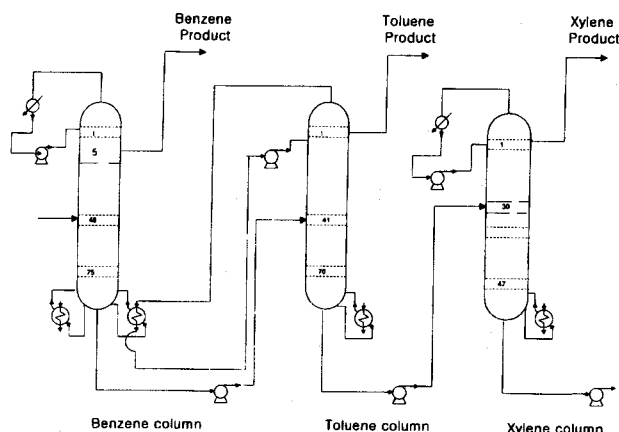 Benzene
Product
Toluene
Product
Xylene
Product
1
5
48
75
1
41
70
1
30
47
Benzene column
Toluene column
Xylene column